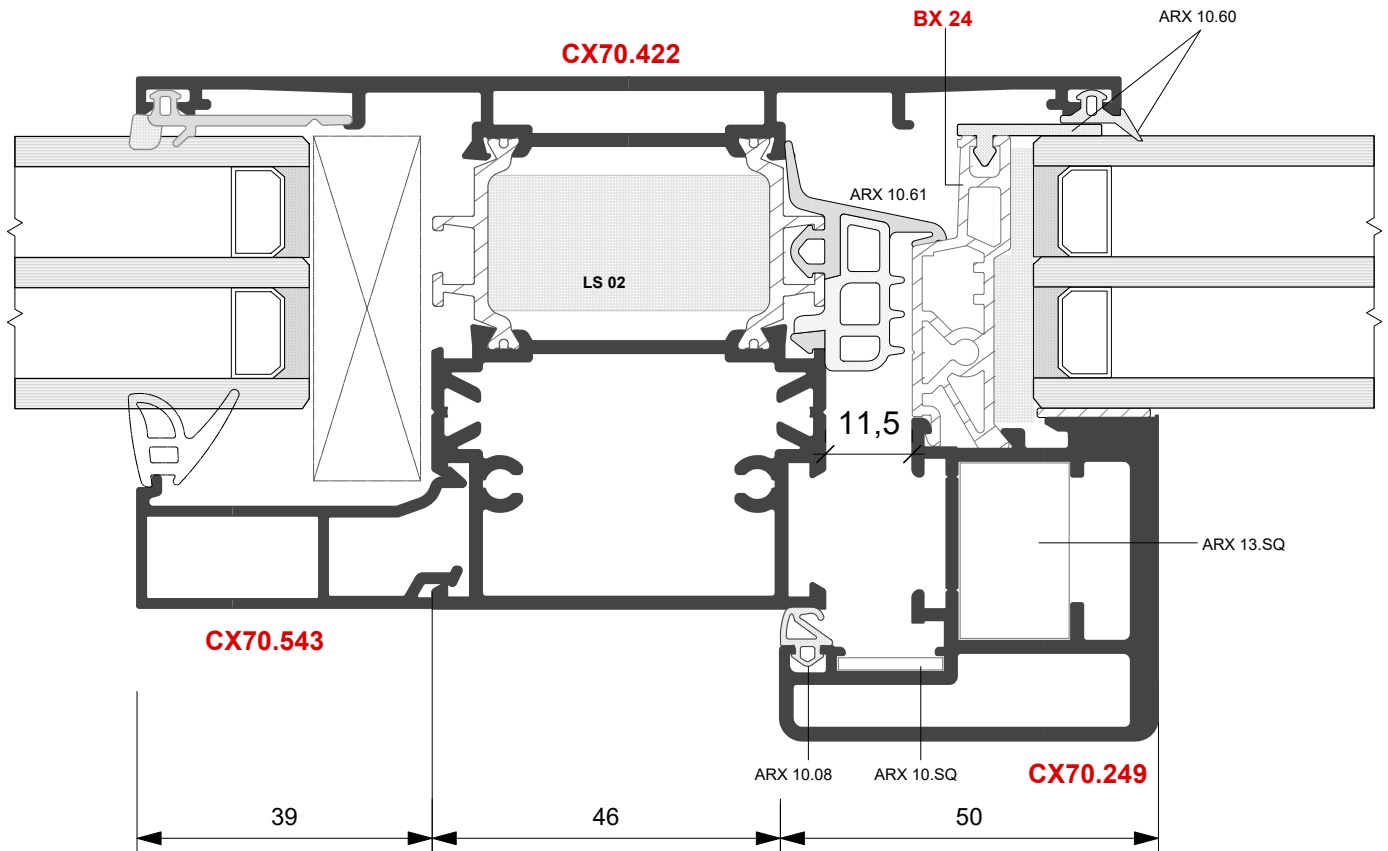 BX 24
ARX 10.60
CX70.422
ARX 10.61
LS 02
11,5
ARX 13.SQ
CX70.543
ARX 10.08
ARX 10.SQ
CX70.249
39
46
50